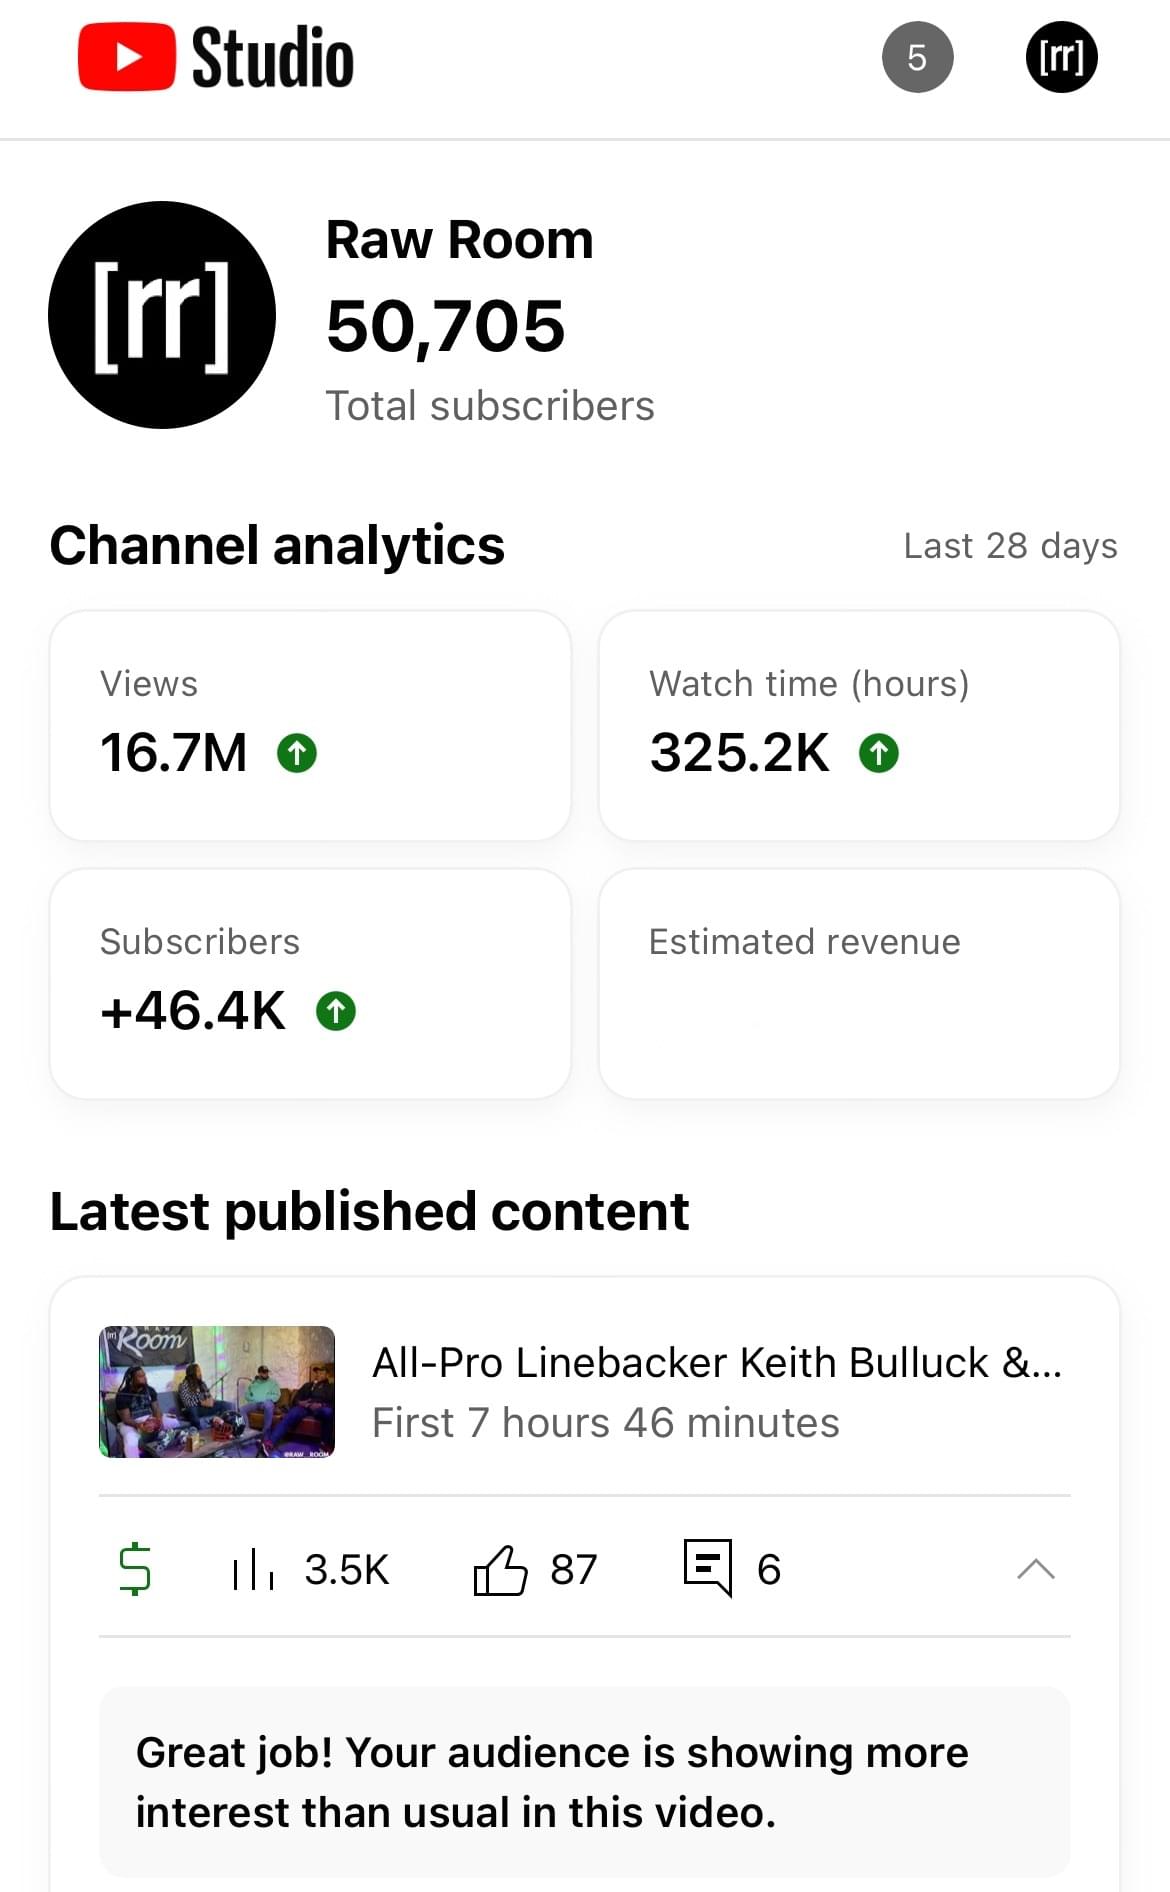 Studio
5
[rr]
[rr]
Raw Room
50,705
Total subscribers
Channel analytics
Last 28 days
Views
16.7M
Watch time (hours)
325.2K
Subscribers
+46.4K
Estimated revenue
Latest published content
[rr]
RAW
Room
@RAW_ROOM
All-Pro Linebacker Keith Bulluck &...
First 7 hours 46 minutes
$
3.5K
87
6
Great job! Your audience is showing more
interest than usual in this video.